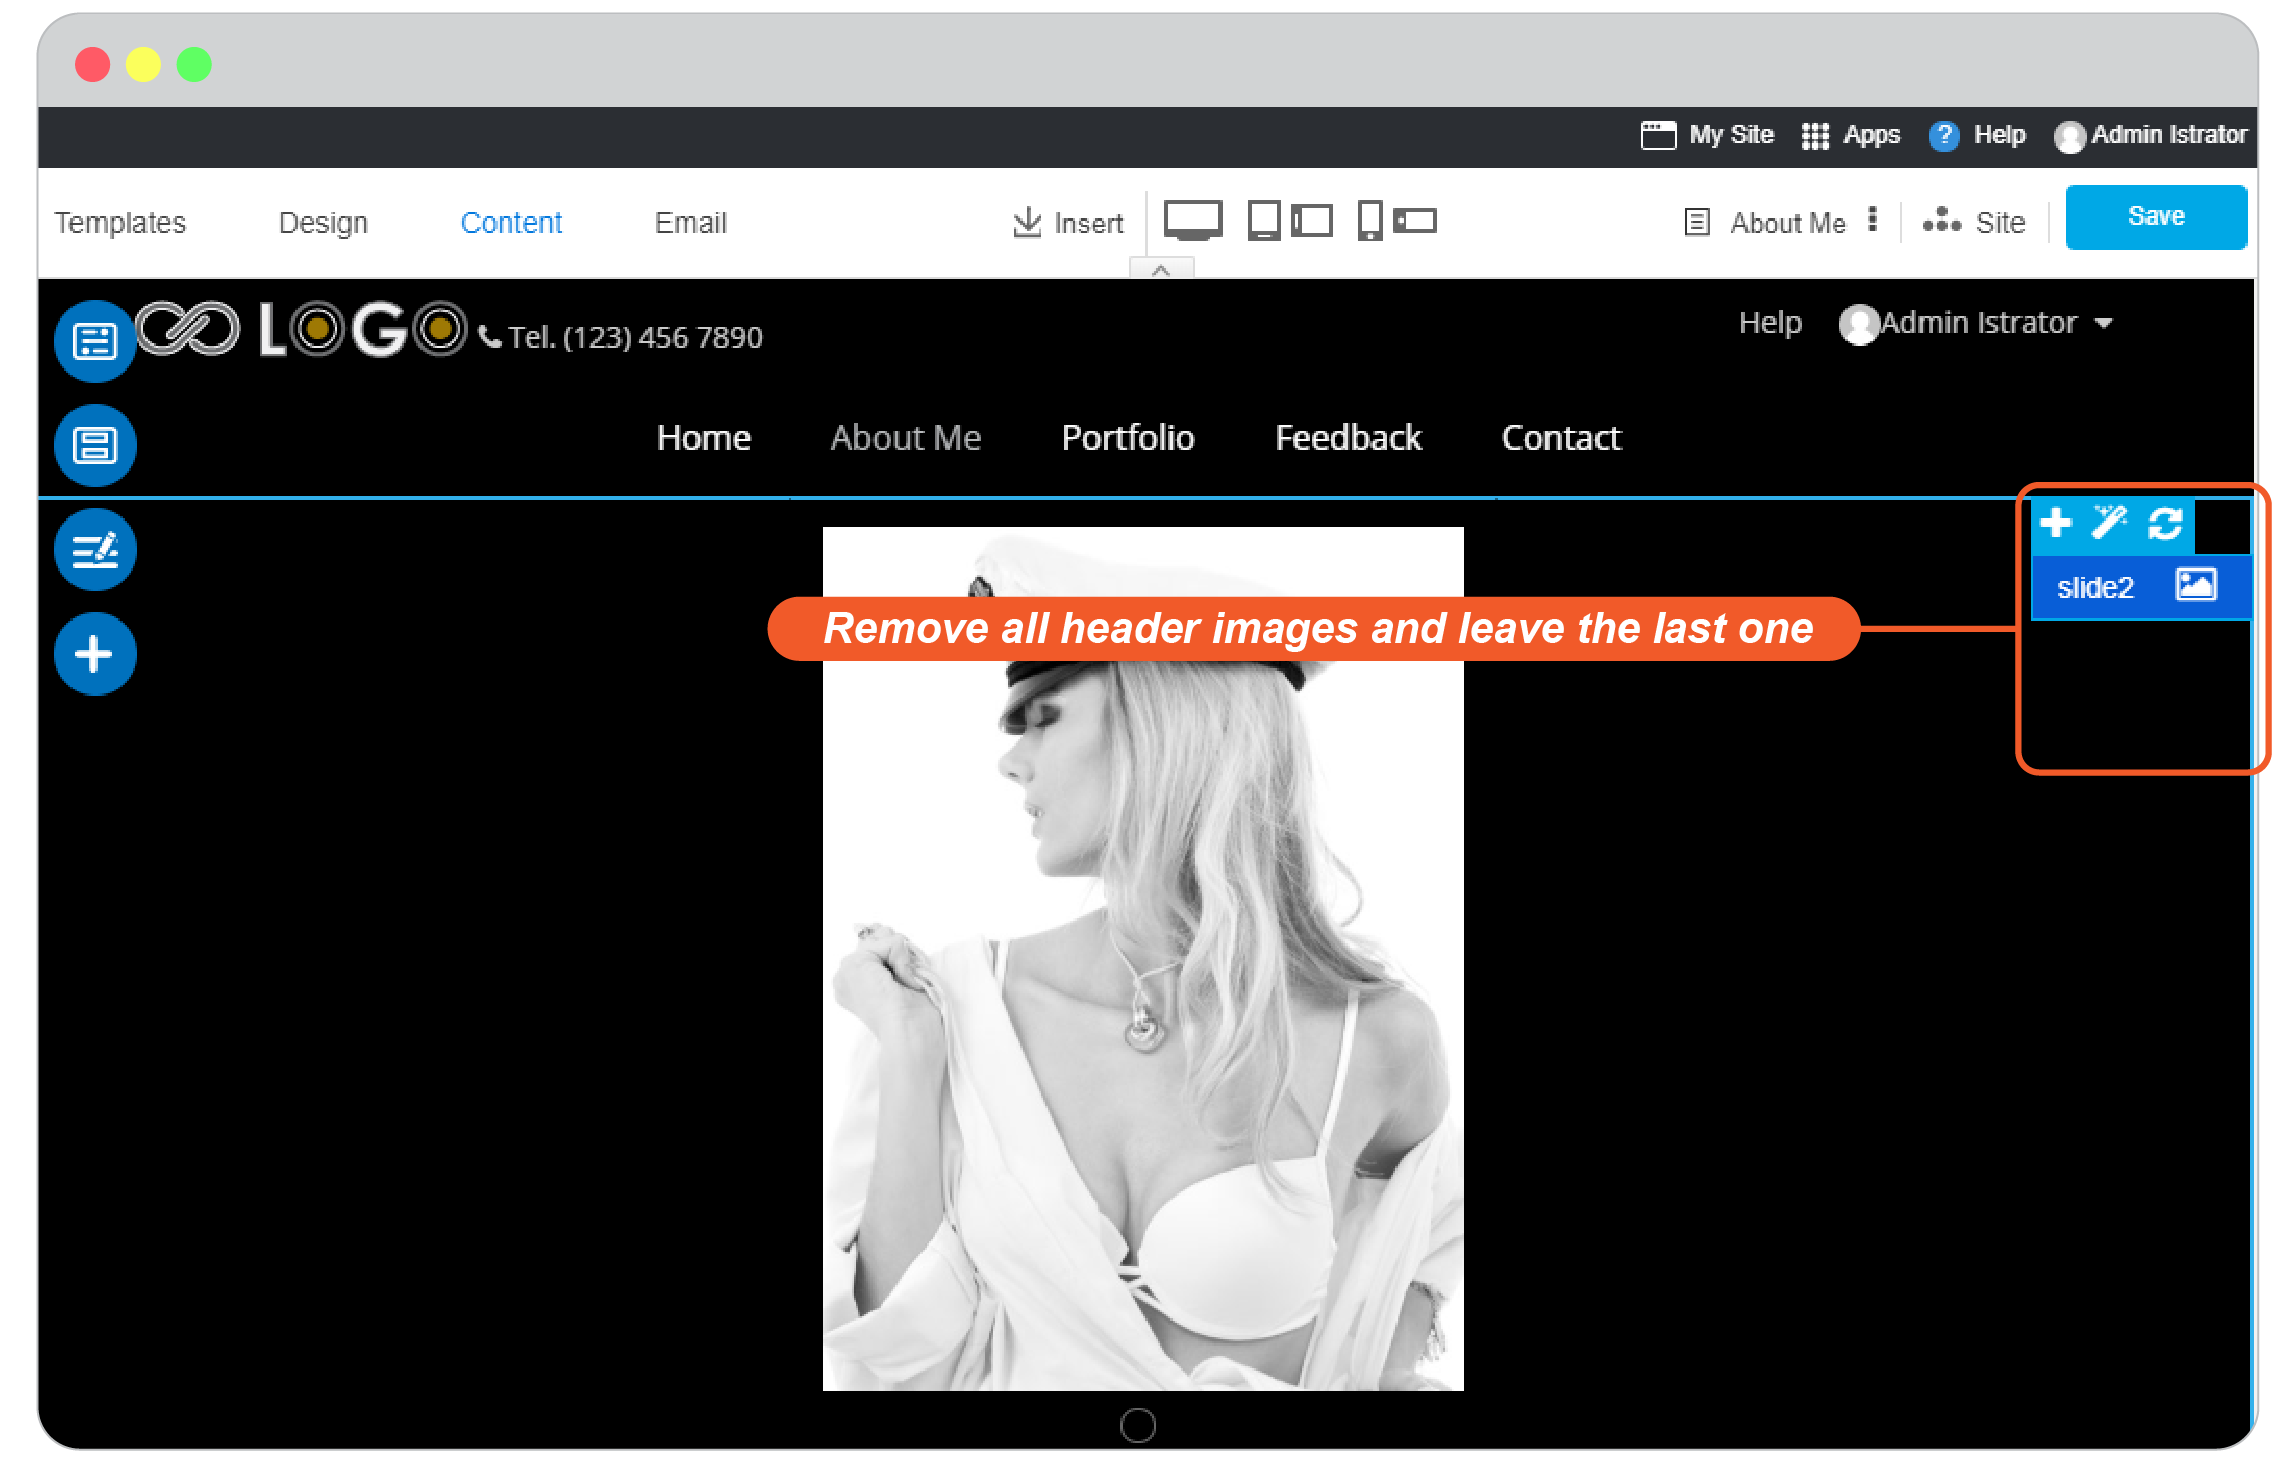 My Site Apps ? Help Admin Istrator
Templates Design Content Email Insert About Me Site Save
LOGO Tel. (123) 456 7890 Help Admin Istrator
Home About Me Portfolio Feedback Contact
slide2
Remove all header images and leave the last one